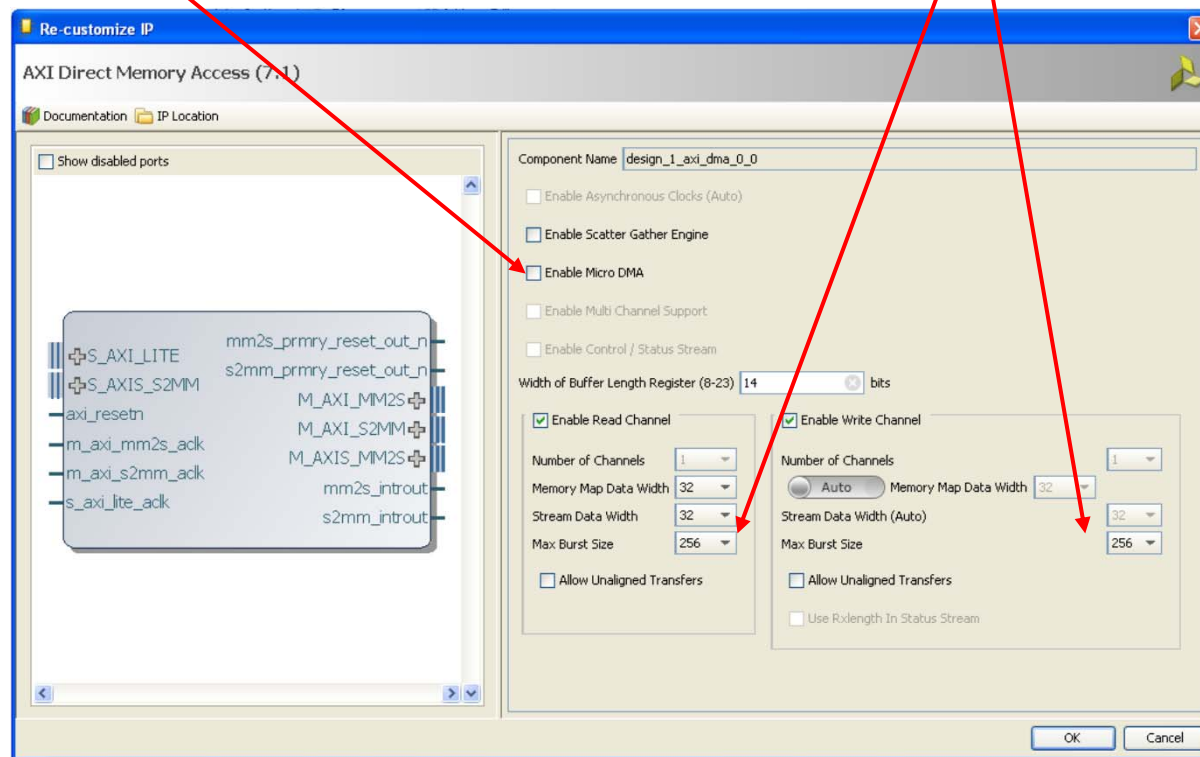 Re-customize IP
AXI Direct Memory Access (7.1)
Documentation IP Location
Show disabled ports
S_AXI_LITE
S_AXIS_S2MM
axi_resetn
m_axi_mm2s_aclk
m_axi_s2mm_aclk
s_axi_lite_aclk
mm2s_prmry_reset_out_n
s2mm_prmry_reset_out_n
M_AXI_MM2S
M_AXI_S2MM
M_AXIS_MM2S
mm2s_introut
s2mm_introut
Component Name design_1_axi_dma_0_0
Enable Asynchronous Clocks (Auto)
Enable Scatter Gather Engine
Enable Micro DMA
Enable Multi Channel Support
Enable Control / Status Stream
Width of Buffer Length Register (8-23) 14 bits
Enable Read Channel
Number of Channels 1
Memory Map Data Width 32
Stream Data Width 32
Max Burst Size 256
Allow Unaligned Transfers
Enable Write Channel
Number of Channels 1
Auto Memory Map Data Width 32
Stream Data Width (Auto) 32
Max Burst Size 256
Allow Unaligned Transfers
Use Rxlength In Status Stream
OK Cancel